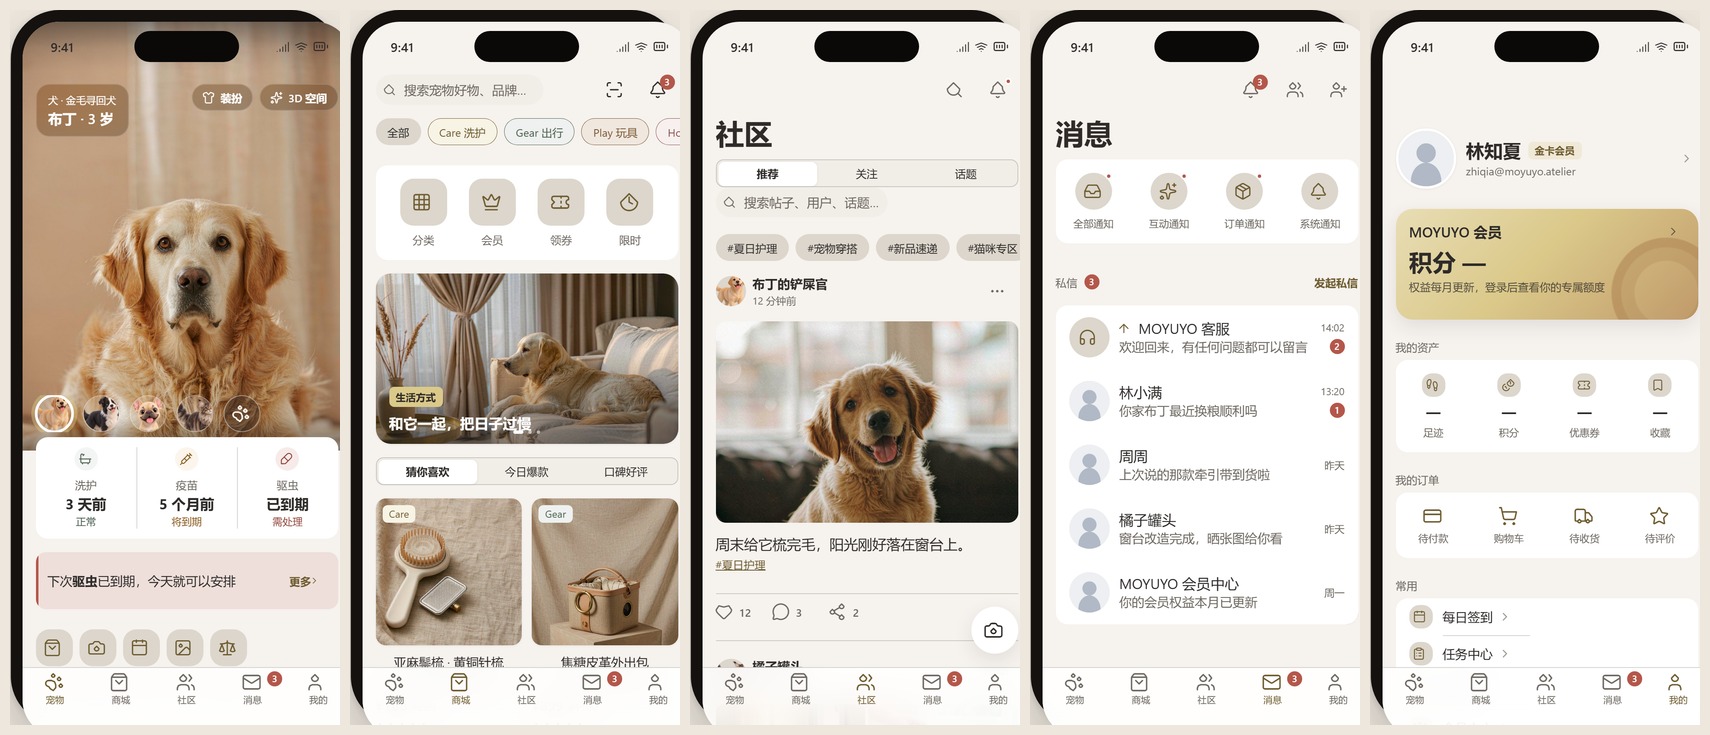 9:41
犬 · 金毛寻回犬
布丁 · 3 岁
装扮
3D 空间
洗护
3 天前
正常
疫苗
5 个月前
将到期
驱虫
已到期
需处理
下次驱虫已到期，今天就可以安排
更多
宠物
商城
社区
消息
3
我的
9:41
搜索宠物好物、品牌...
3
全部
Care 洗护
Gear 出行
Play 玩具
Ho
分类
会员
领券
限时
生活方式
和它一起，把日子过慢
猜你喜欢
今日爆款
口碑好评
Care
Gear
亚麻鬃梳 · 黄铜针梳
焦糖皮革外出包
宠物
商城
社区
消息
3
我的
9:41
社区
推荐
关注
话题
搜索帖子、用户、话题...
#夏日护理
#宠物穿搭
#新品速递
#猫咪专区
布丁的铲屎官
12 分钟前
周末给它梳完毛，阳光刚好落在窗台上。
#夏日护理
12
3
2
橘子罐头
宠物
商城
社区
消息
3
我的
9:41
3
消息
全部通知
互动通知
订单通知
系统通知
私信
3
发起私信
MOYUYO 客服
14:02
欢迎回来，有任何问题都可以留言
2
林小满
13:20
你家布丁最近换粮顺利吗
1
周周
上次说的那款牵引带到货啦
昨天
橘子罐头
窗台改造完成，晒张图给你看
昨天
MOYUYO 会员中心
你的会员权益本月已更新
周一
宠物
商城
社区
消息
3
我的
9:41
林知夏
金卡会员
zhiqia@moyuyo.atelier
MOYUYO 会员
积分 —
权益每月更新，登录后查看你的专属额度
我的资产
—
—
—
—
足迹
积分
优惠券
收藏
我的订单
待付款
购物车
待收货
待评价
常用
每日签到
任务中心
宠物
商城
社区
消息
3
我的